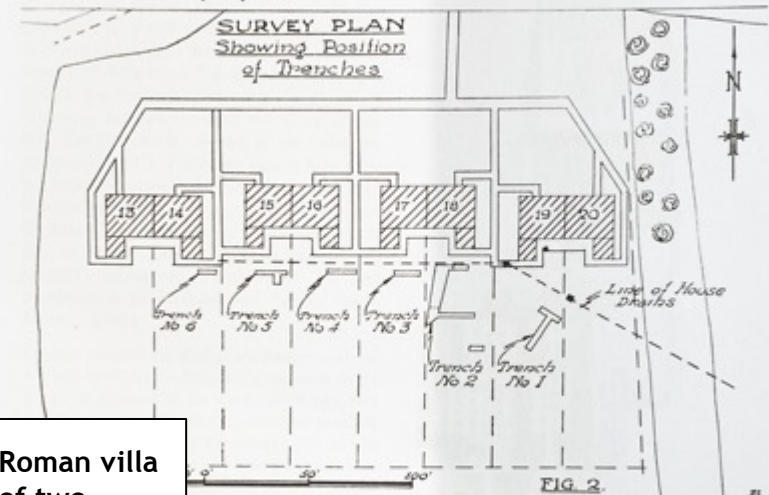 SURVEY PLAN
Showing Position
of Trenches
N
13 14 15 16 17 18 19 20
Line of House
Drains
Trench
No 6
Trench
No 5
Trench
No 4
Trench
No 3
Trench
No 2
Trench
No 1
0' 50' 100'
FIG. 2.
Roman villa
of two